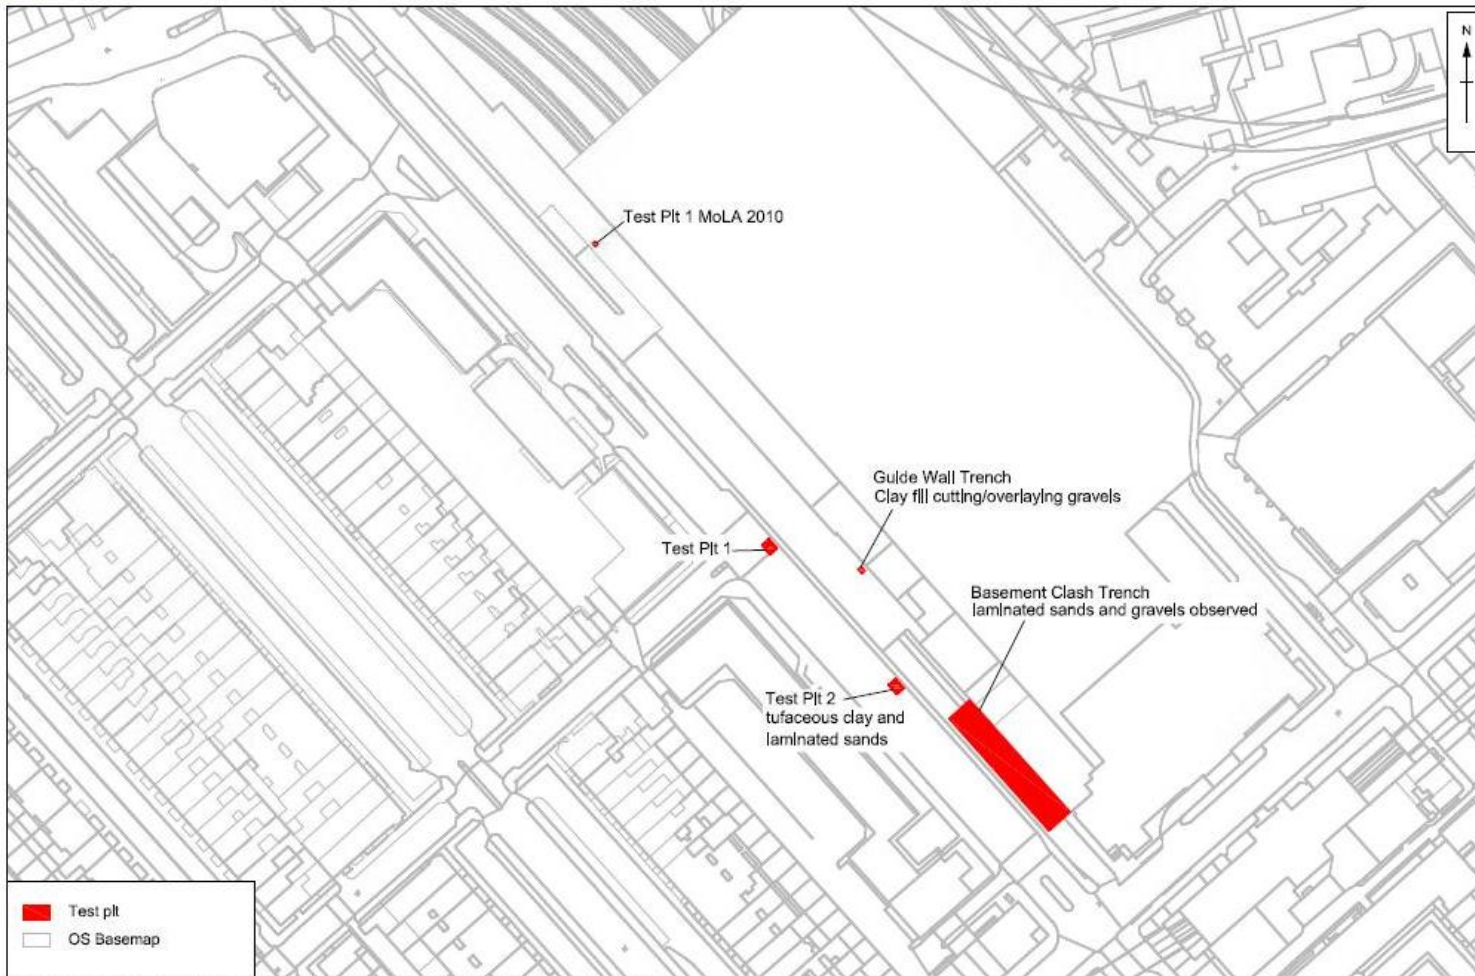 N
Test Pit 1 MoLA 2010
Guide Wall Trench
Clay fill cutting/overlaying gravels
Test Pit 1
Basement Clash Trench
laminated sands and gravels observed
Test Pit 2
tufaceous clay and
laminated sands
Test pit
OS Basemap